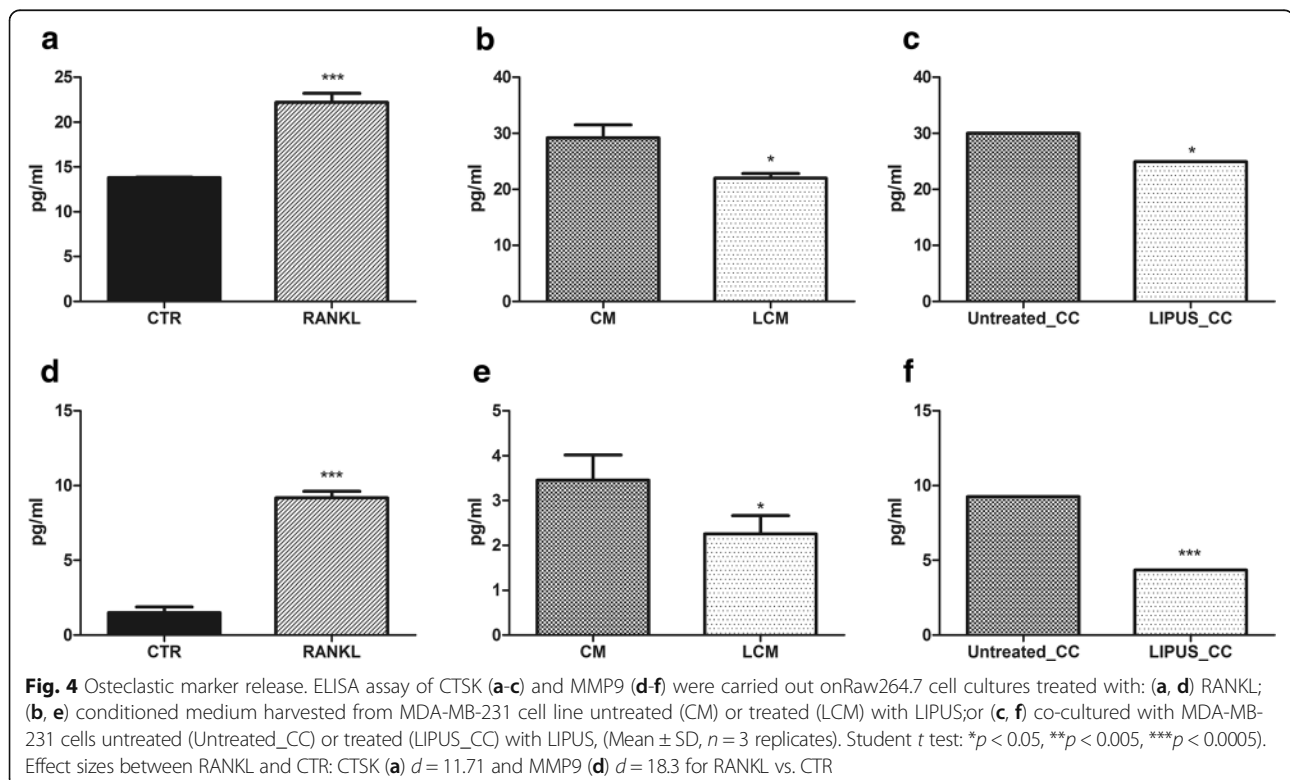 a
25
20
15
10
5
0
pg/ml
***
CTR
RANKL
b
40
30
20
10
0
pg/ml
*
CM
LCM
c
40
30
20
10
0
pg/ml
*
Untreated_CC
LIPUS_CC
d
15
10
5
0
pg/ml
***
CTR
RANKL
e
5
4
3
2
1
0
pg/ml
*
CM
LCM
f
15
10
5
0
pg/ml
***
Untreated_CC
LIPUS_CC
Fig. 4 Osteclastic marker release. ELISA assay of CTSK (a-c) and MMP9 (d-f) were carried out onRaw264.7 cell cultures treated with: (a, d) RANKL;
(b, e) conditioned medium harvested from MDA-MB-231 cell line untreated (CM) or treated (LCM) with LIPUS;or (c, f) co-cultured with MDA-MB-
231 cells untreated (Untreated_CC) or treated (LIPUS_CC) with LIPUS, (Mean ± SD, n = 3 replicates). Student t test: *p < 0.05, **p < 0.005, ***p < 0.0005).
Effect sizes between RANKL and CTR: CTSK (a) d = 11.71 and MMP9 (d) d = 18.3 for RANKL vs. CTR